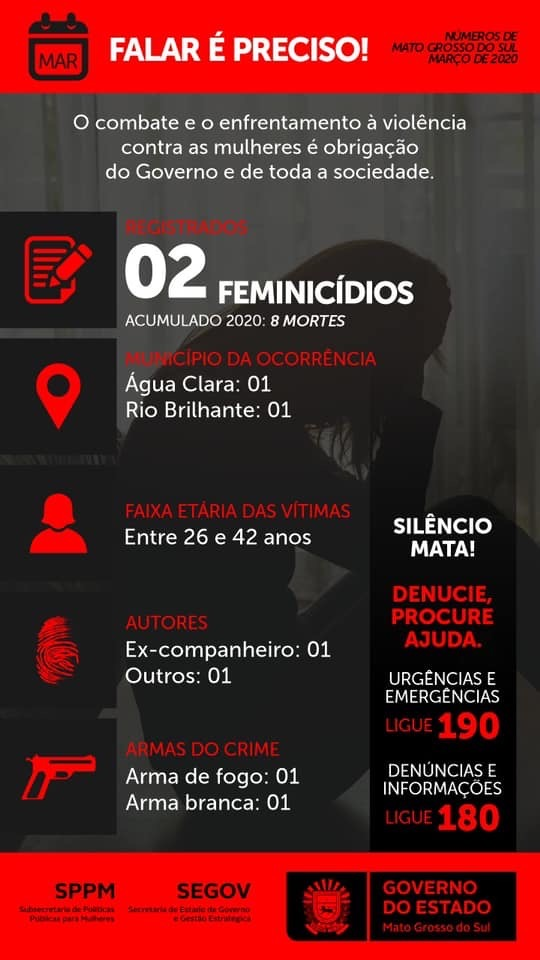 MAR
FALAR É PRECISO!
NÚMEROS DE
MATO GROSSO DO SUL
MARÇO DE 2020
O combate e o enfrentamento à violência
contra as mulheres é obrigação
do Governo e de toda a sociedade.
REGISTRADOS
02 FEMINICÍDIOS
ACUMULADO 2020: 8 MORTES
MUNICÍPIO DA OCORRÊNCIA
Água Clara: 01
Rio Brilhante: 01
FAIXA ETÁRIA DAS VÍTIMAS
Entre 26 e 42 anos
AUTORES
Ex-companheiro: 01
Outros: 01
ARMAS DO CRIME
Arma de fogo: 01
Arma branca: 01
SILÊNCIO
MATA!
DENUCIE,
PROCURE
AJUDA.
URGÊNCIAS E
EMERGÊNCIAS
LIGUE 190
DENÚNCIAS E
INFORMAÇÕES
LIGUE 180
SPPM
Subsecretaria de Políticas
Públicas para Mulheres
SEGOV
Secretaria de Estado de Governo
e Gestão Estratégica
GOVERNO
DO ESTADO
Mato Grosso do Sul